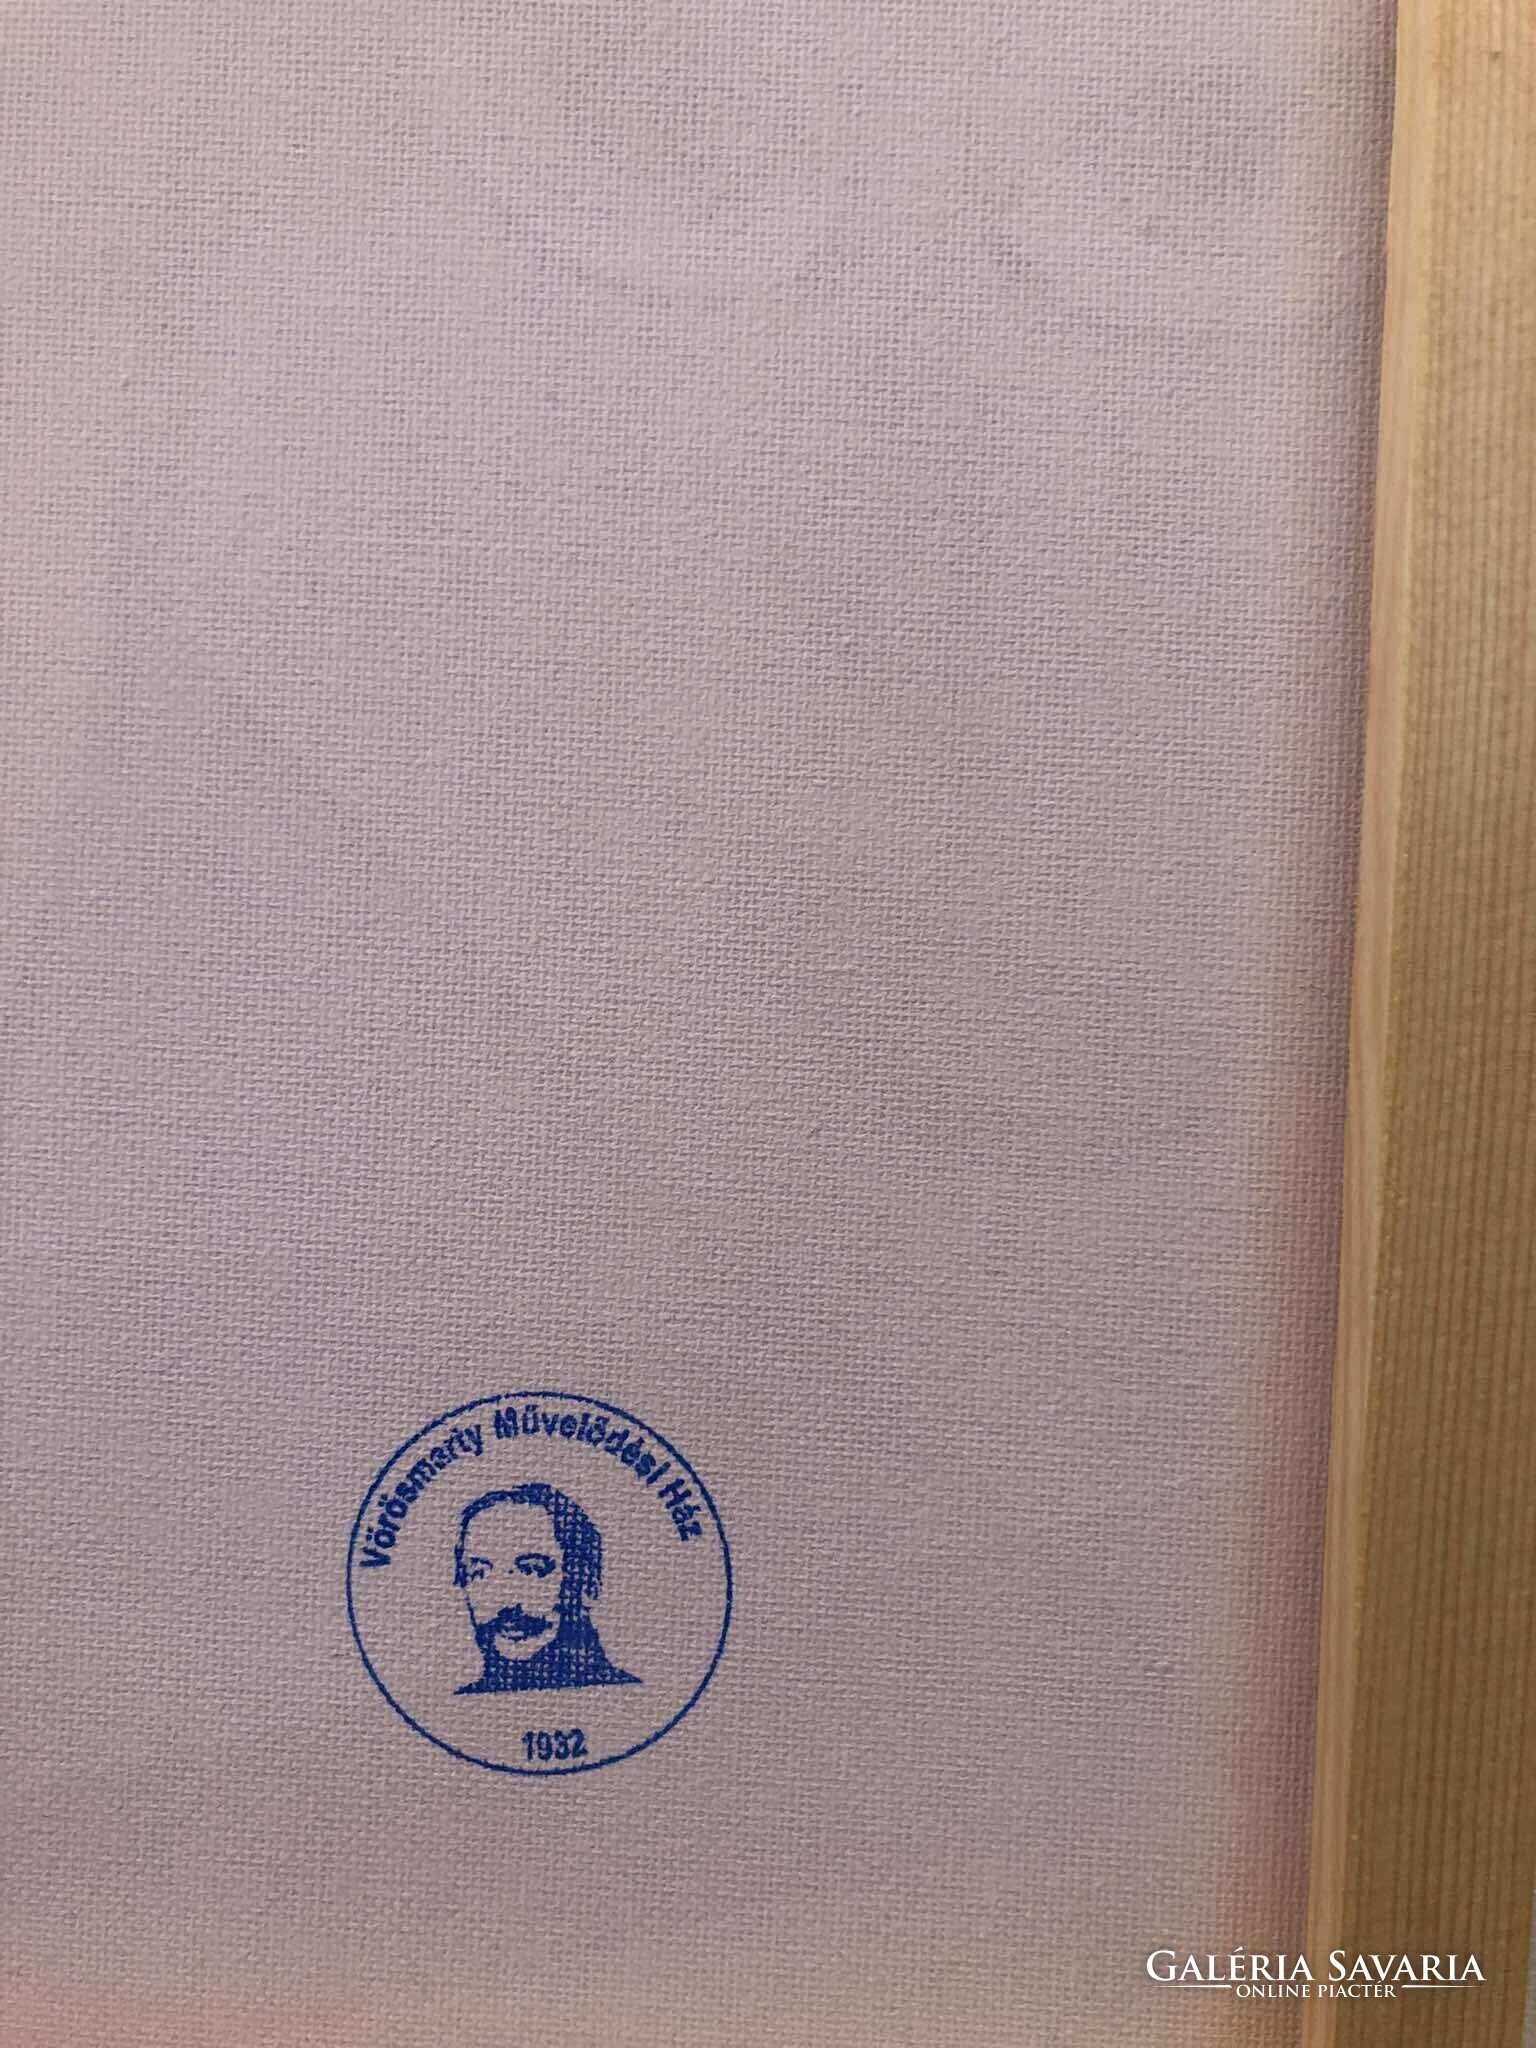 Vörösmarty Művelődési Ház
1932
GALÉRIA SAVARIA
ONLINE PIACTÉR